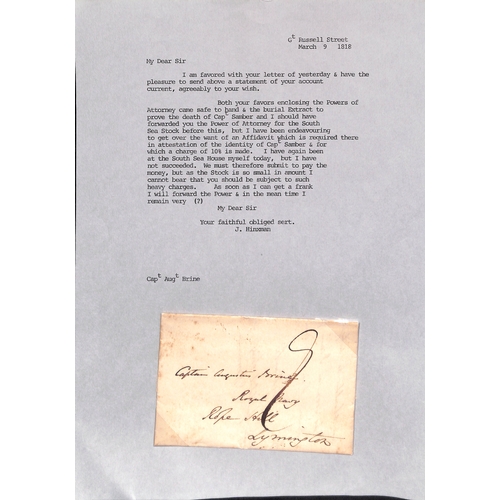 Gt Russell Street
March 9 1818
My Dear Sir
I am favored with your letter of yesterday & have the
pleasure to send above a statement of your account
current, agreeably to your wish.
Both your favors enclosing the Powers of
Attorney came safe to hand & the burial Extract to
prove the death of Capt Samber and I should have
forwarded you the Power of Attorney for the South
Sea Stock before this, but I have been endeavouring
to get over the want of an Affidavit which is required there
in attestation of the identity of Capt Samber & for
which a charge of 10% is made. I have again been
at the South Sea House myself today, but I have
not succeeded. We must therefore submit to pay the
money, but as the Stock is so small in amount I
cannot bear that you should be subject to such
heavy charges. As soon as I can get a frank
I will forward the Power & in the mean time I
remain very (?)
My Dear Sir
Your faithful obliged sert.
J. Hinxman
Capt Augt Brine
Captain Augustus Brine
Royal Navy
Rope Hill
Lymington
9